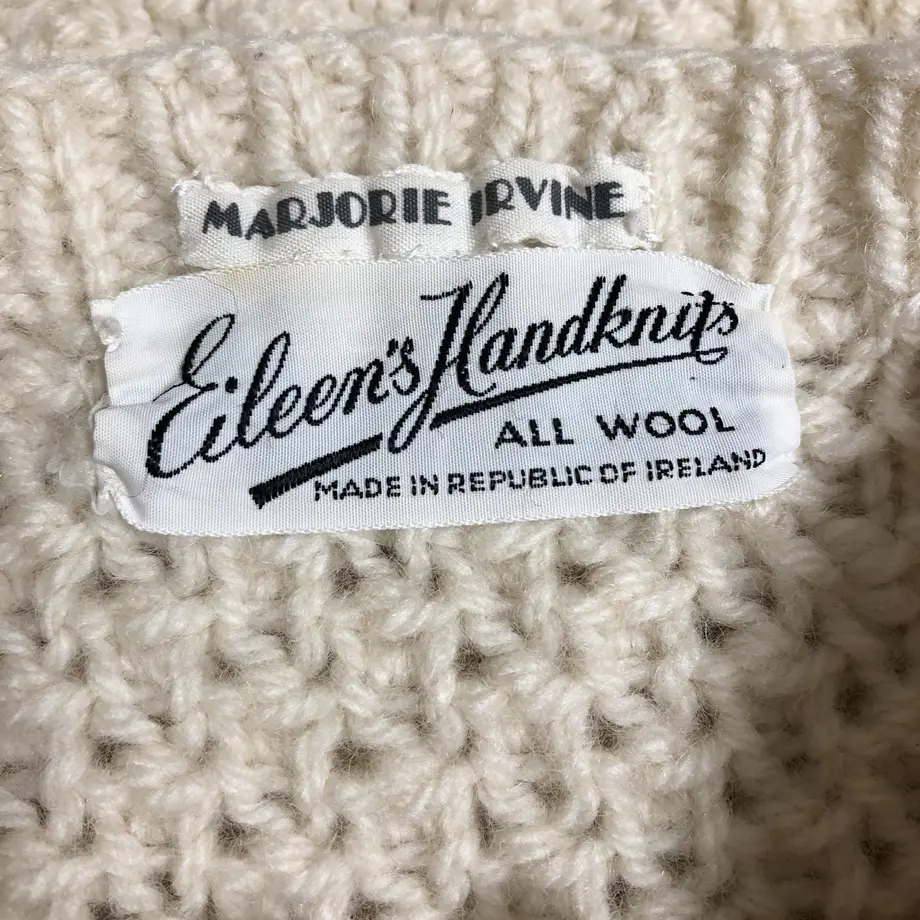 MARJORIE IRVINE
Eileen's Handknits
ALL WOOL
MADE IN REPUBLIC OF IRELAND